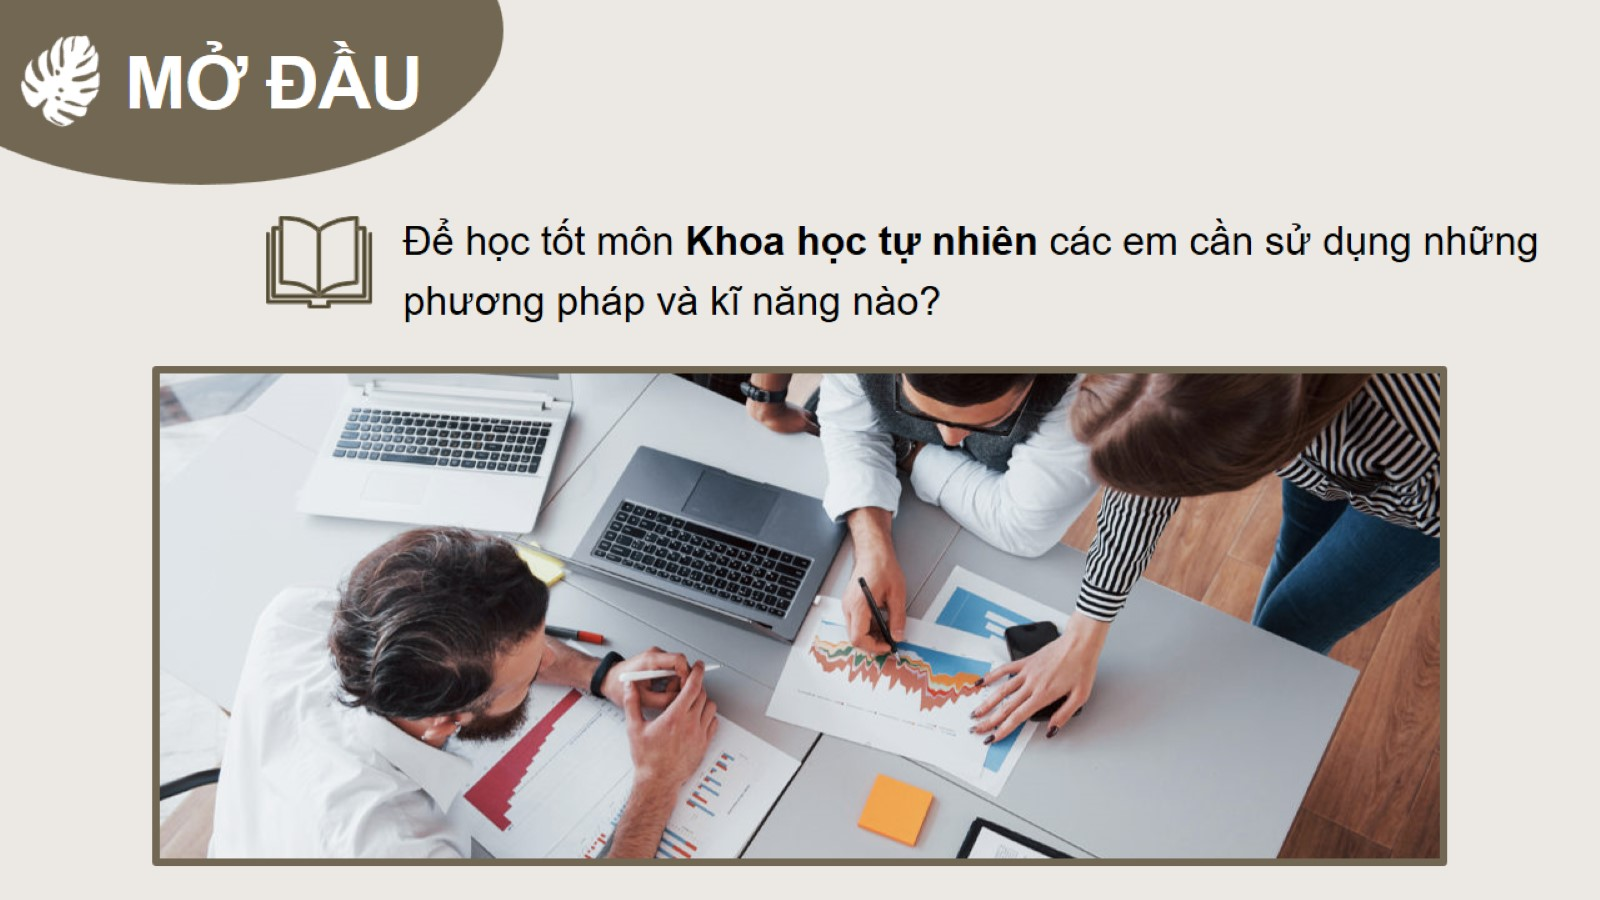 MỞ ĐẦU
Để học tốt môn Khoa học tự nhiên các em cần sử dụng những
phương pháp và kĩ năng nào?